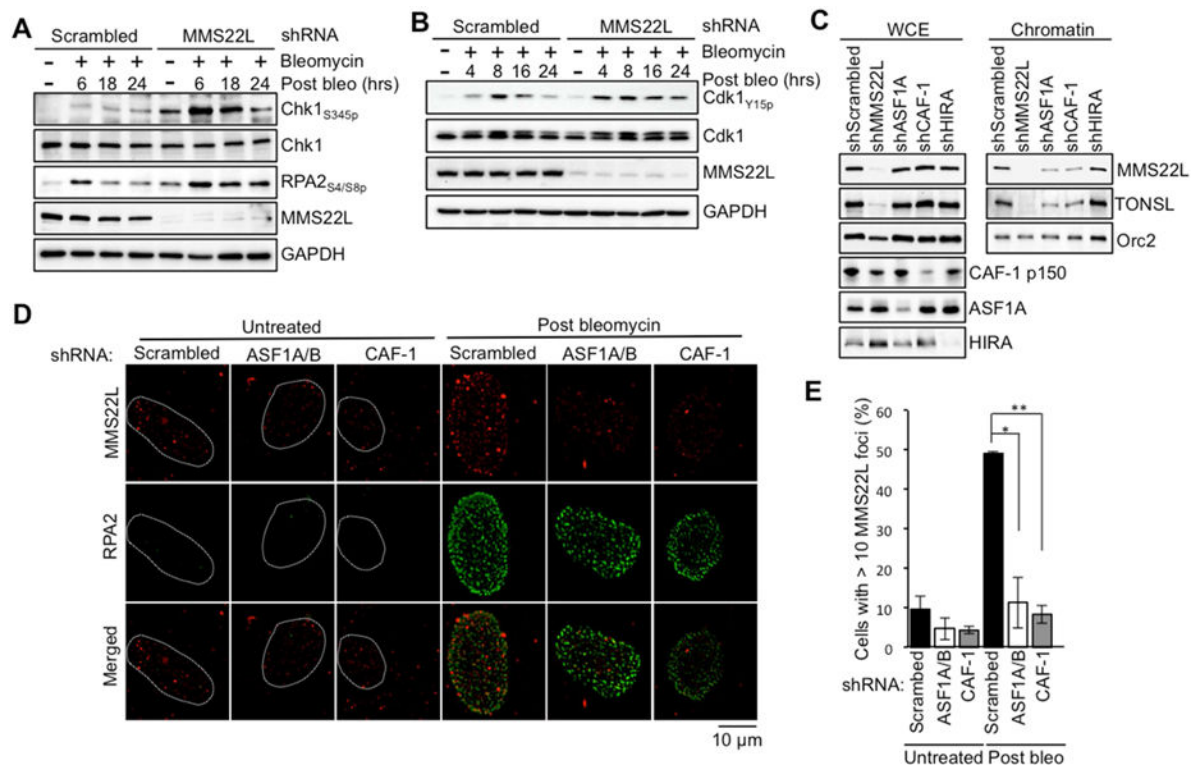 A
Scrambled MMS22L shRNA
- + + + - + + + Bleomycin
6 18 24 6 18 24 Post bleo (hrs)
Chk1S345p
Chk1
RPA2S4/S8p
MMS22L
GAPDH
B
Scrambled MMS22L shRNA
- + + + + - + + + + Bleomycin
4 8 16 24 4 8 16 24 Post bleo (hrs)
Cdk1Y15p
Cdk1
MMS22L
GAPDH
C
WCE Chromatin
shScrambled shMMS22L shASF1A shCAF-1 shHIRA shScrambled shMMS22L shASF1A shCAF-1 shHIRA
MMS22L
TONSL
Orc2
CAF-1 p150
ASF1A
HIRA
D
Untreated Post bleomycin
shRNA: Scrambled ASF1A/B CAF-1 Scrambled ASF1A/B CAF-1
MMS22L
RPA2
Merged
10 μm
E
Cells with > 10 MMS22L foci (%)
60
50
40
30
20
10
0
**
*
shRNA: Scrambed ASF1A/B CAF-1 Scrambed ASF1A/B CAF-1
Untreated Post bleo